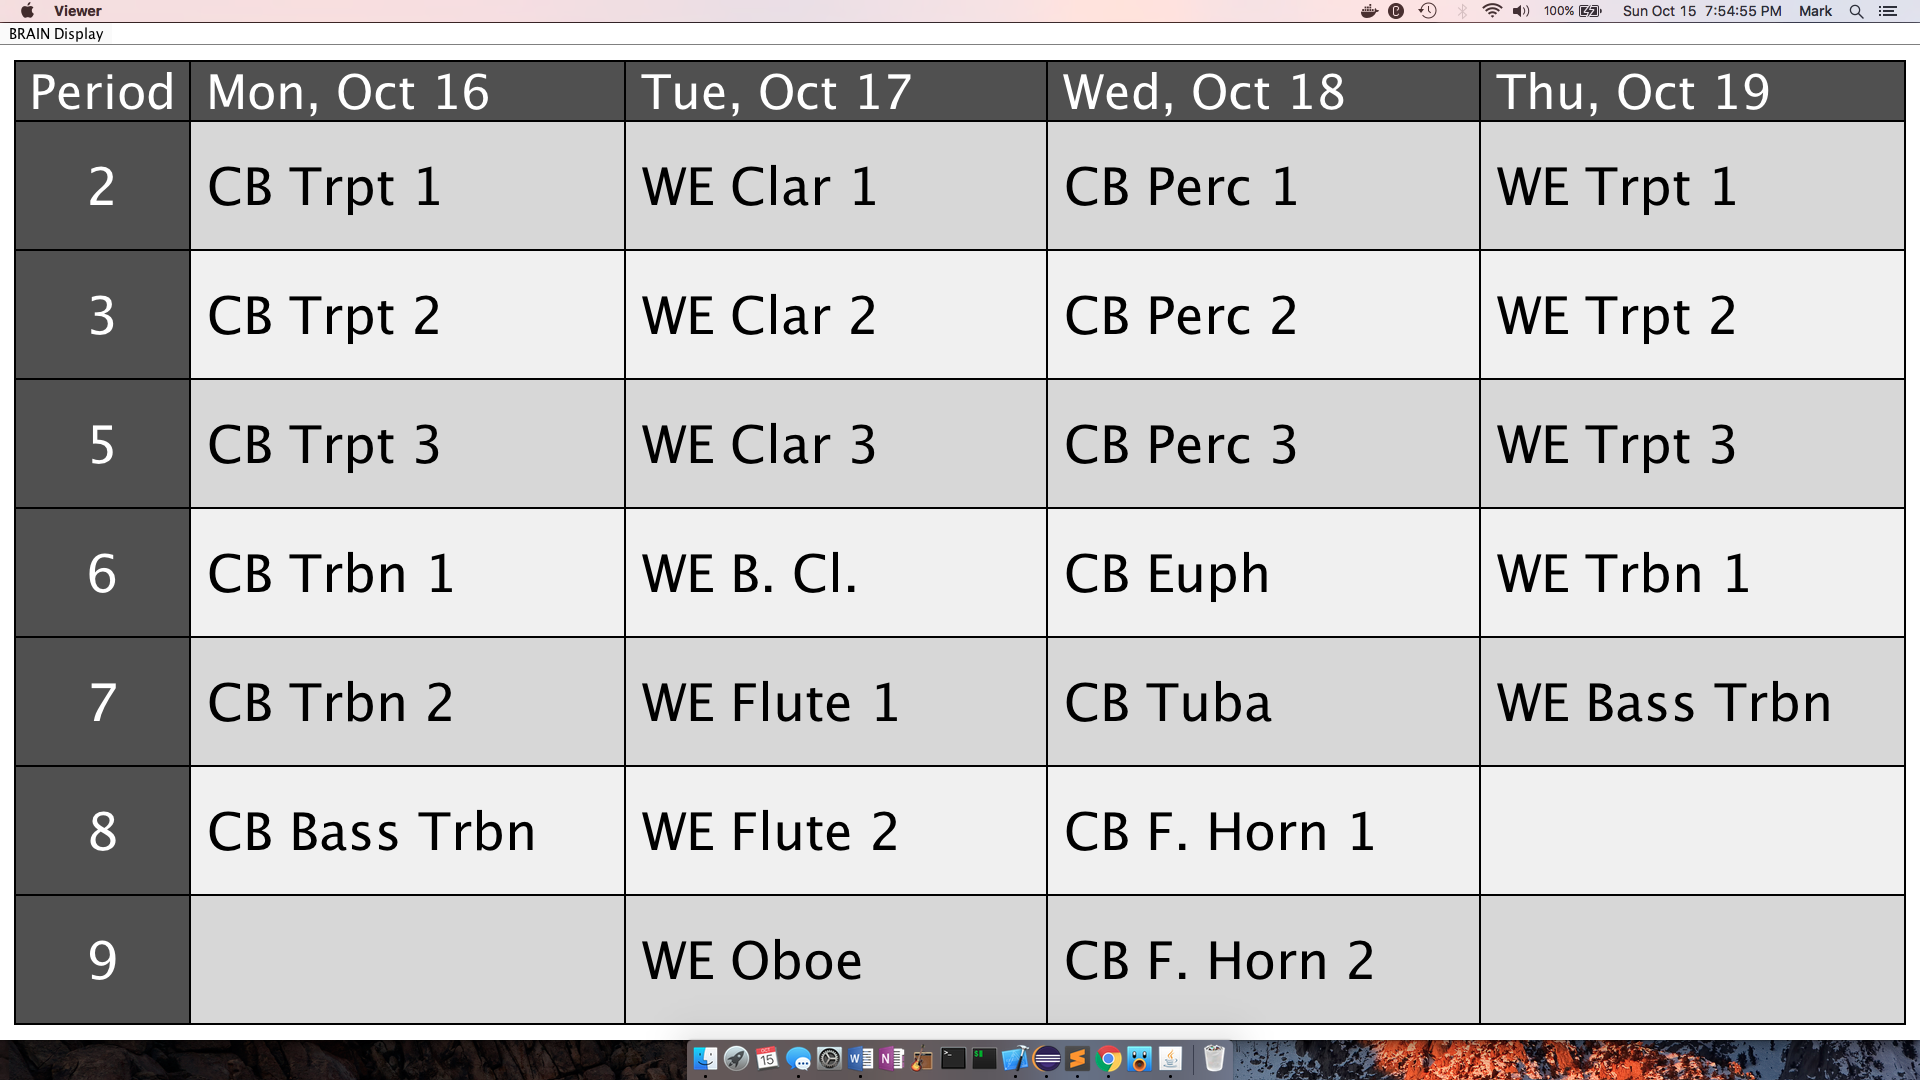 Viewer
100%
Sun Oct 15 7:54:55 PM
Mark
BRAIN Display
Period Mon, Oct 16 Tue, Oct 17 Wed, Oct 18 Thu, Oct 19
2 CB Trpt 1 WE Clar 1 CB Perc 1 WE Trpt 1
3 CB Trpt 2 WE Clar 2 CB Perc 2 WE Trpt 2
5 CB Trpt 3 WE Clar 3 CB Perc 3 WE Trpt 3
6 CB Trbn 1 WE B. Cl. CB Euph WE Trbn 1
7 CB Trbn 2 WE Flute 1 CB Tuba WE Bass Trbn
8 CB Bass Trbn WE Flute 2 CB F. Horn 1
9 WE Oboe CB F. Horn 2
OCT
15
W
N